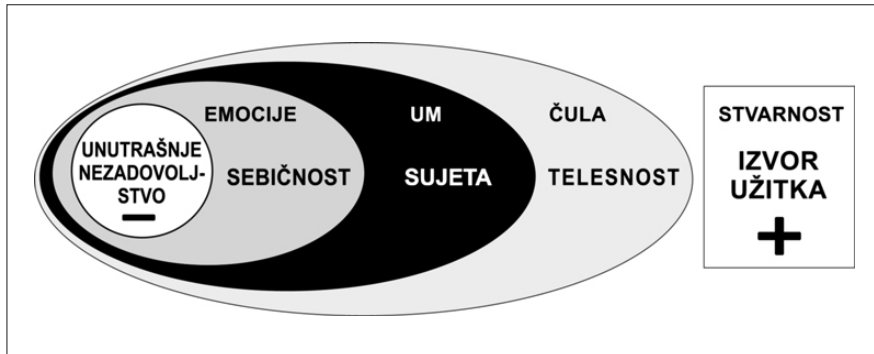 EMOCIJE
UM
ČULA
STVARNOST
UNUTRAŠNJE
NEZADOVOLJ-
STVO
−
SEBIČNOST
SUJETA
TELESNOST
IZVOR
UŽITKA
+